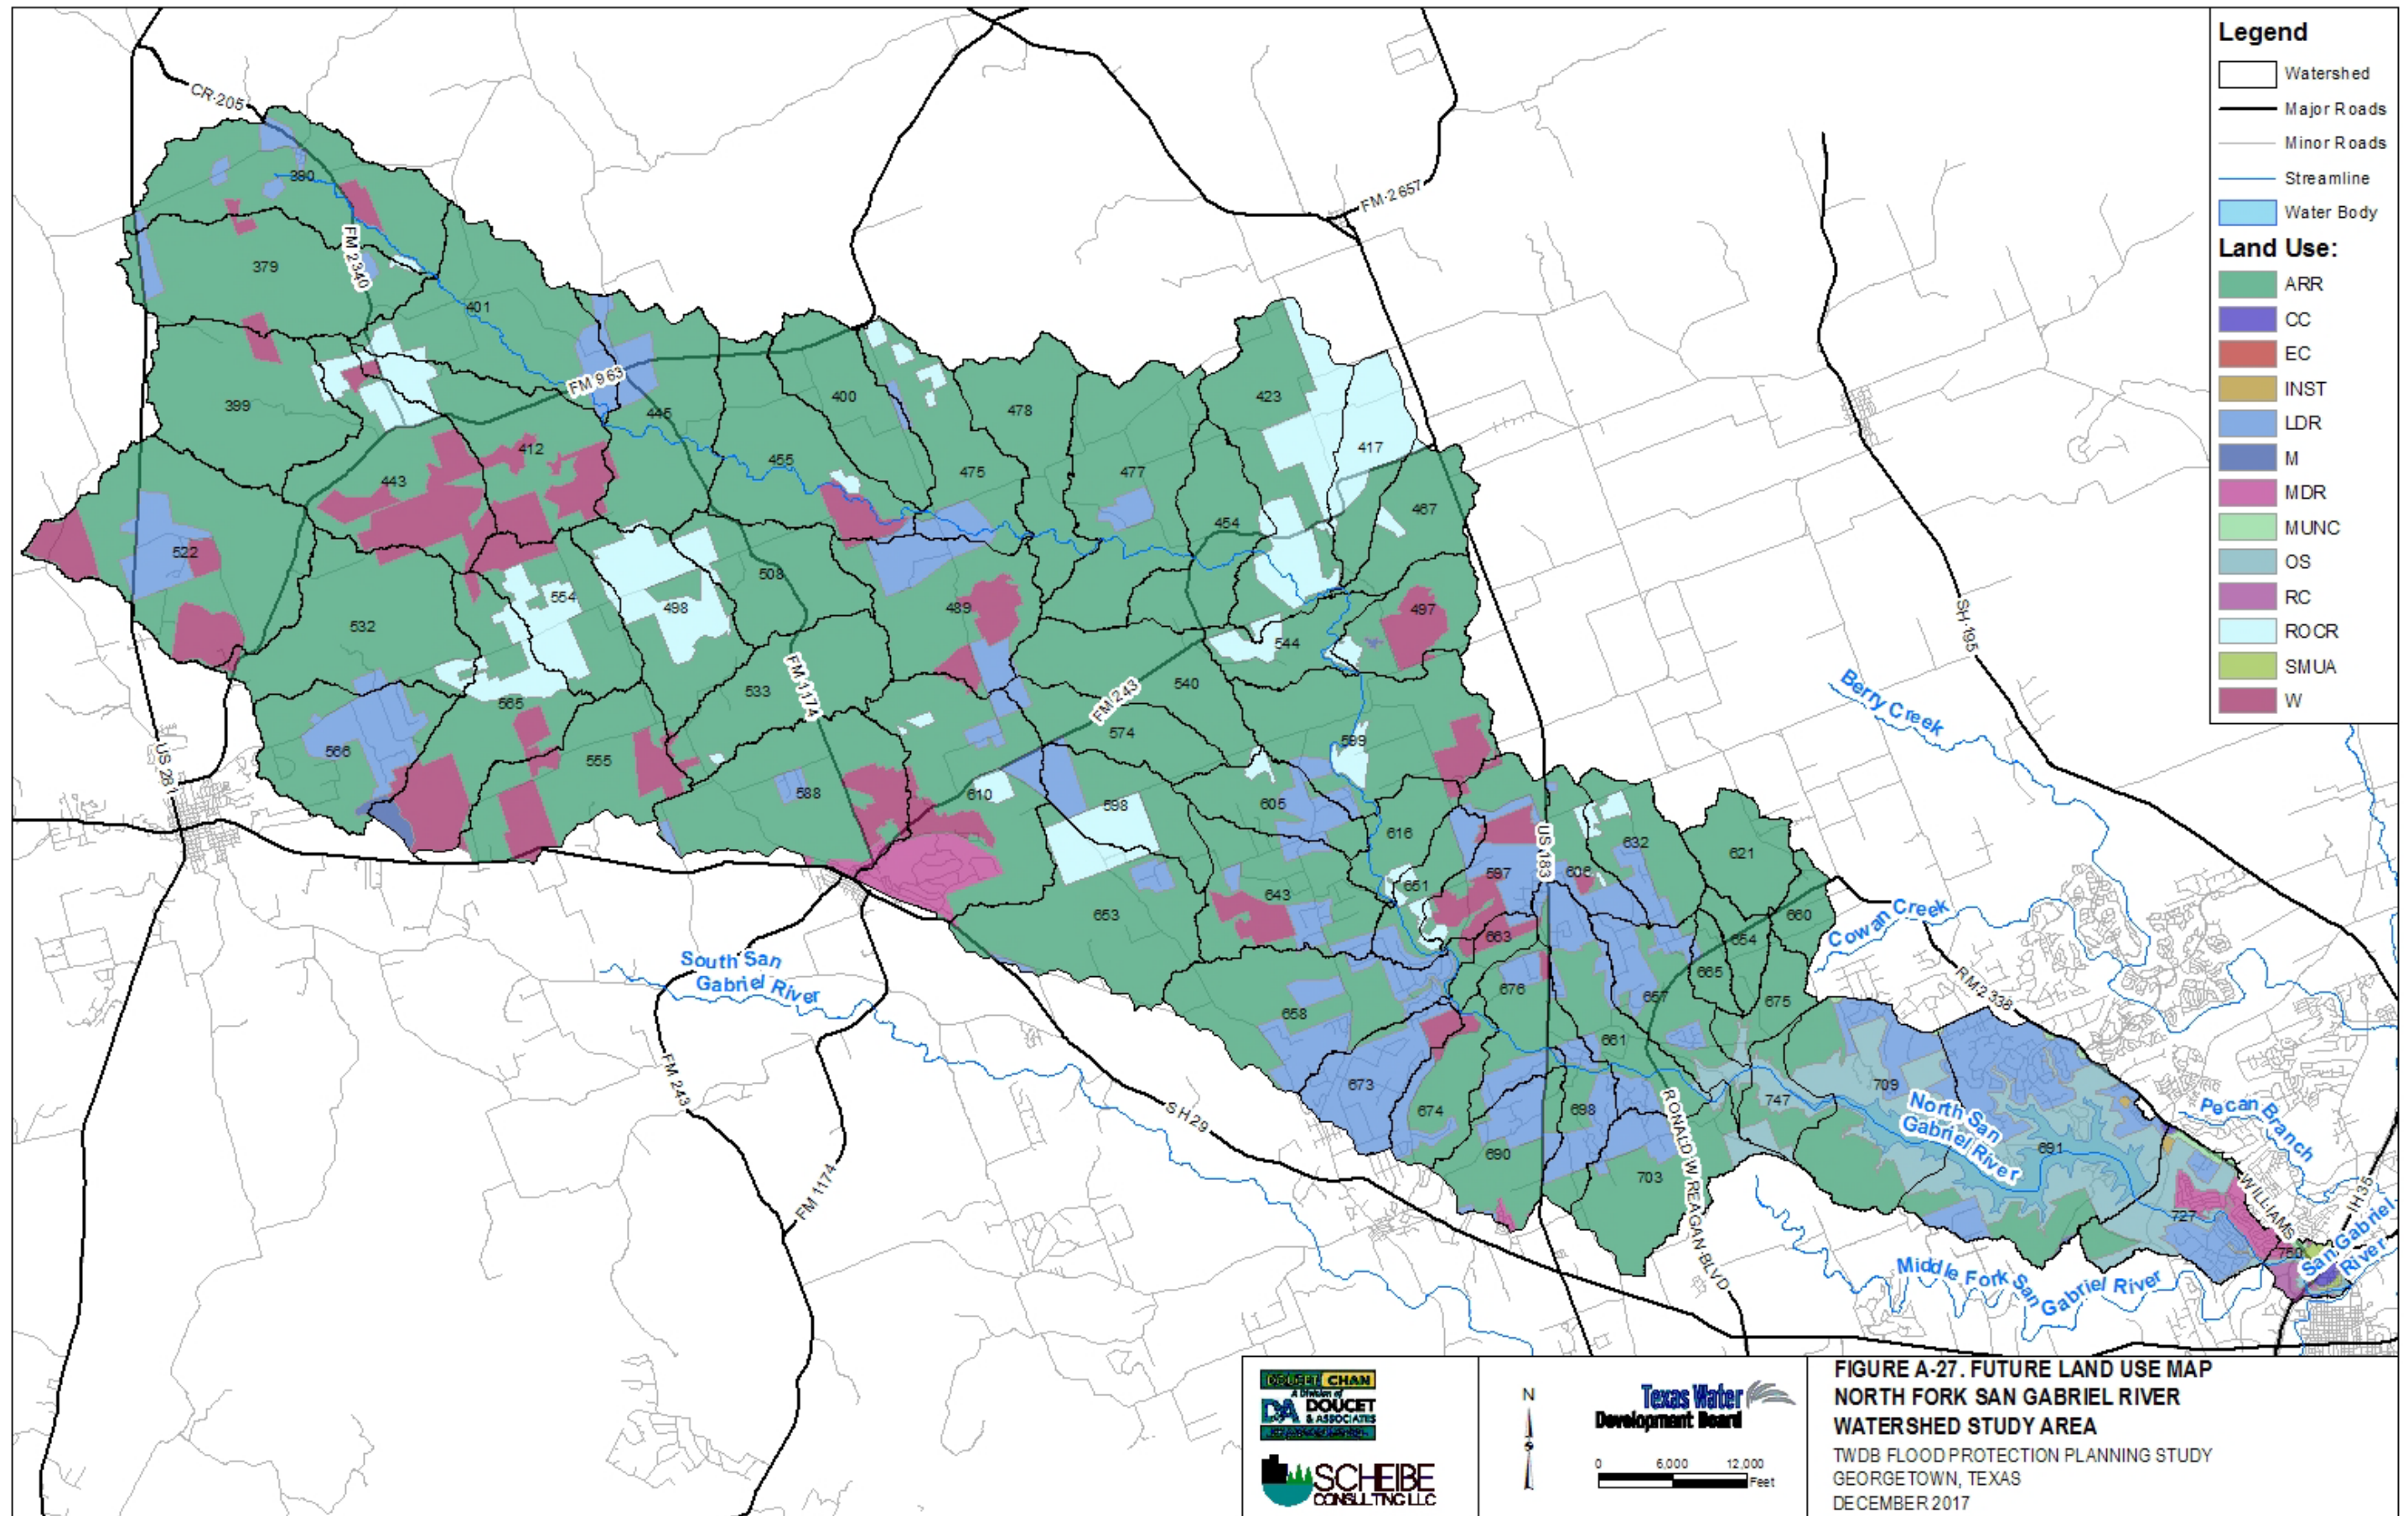 Legend
Watershed
Major Roads
Minor Roads
Streamline
Water Body
Land Use:
ARR
CC
EC
INST
LDR
M
MDR
MUNC
OS
RC
ROCR
SMUA
W
CR-205
FM 2340
FM 963
FM-2657
FM 1174
FM-243
US 281
US 183
SH-195
RM 2338
SH 29
FM 243
FM 1174
RONALD W REAGAN BLVD
WILLIAMS
IH 35
Berry Creek
Cowan Creek
Pecan Branch
North San
Gabriel River
South San
Gabriel River
Middle Fork San Gabriel River
San Gabriel
River
380
379
401
399
412
443
446
455
400
475
478
477
423
417
454
467
522
532
554
498
508
489
497
544
533
540
574
565
566
555
588
610
598
599
605
616
651
597
606
632
621
660
654
665
675
643
663
653
658
676
657
661
673
674
690
698
703
747
709
691
727
CHAN
A Division of
DA DOUCET
& ASSOCIATES
SCHEIBE
CONSULTING LLC
N
Texas Water
Development Board
0 6,000 12,000
Feet
FIGURE A-27. FUTURE LAND USE MAP
NORTH FORK SAN GABRIEL RIVER
WATERSHED STUDY AREA
TWDB FLOOD PROTECTION PLANNING STUDY
GEORGETOWN, TEXAS
DECEMBER 2017